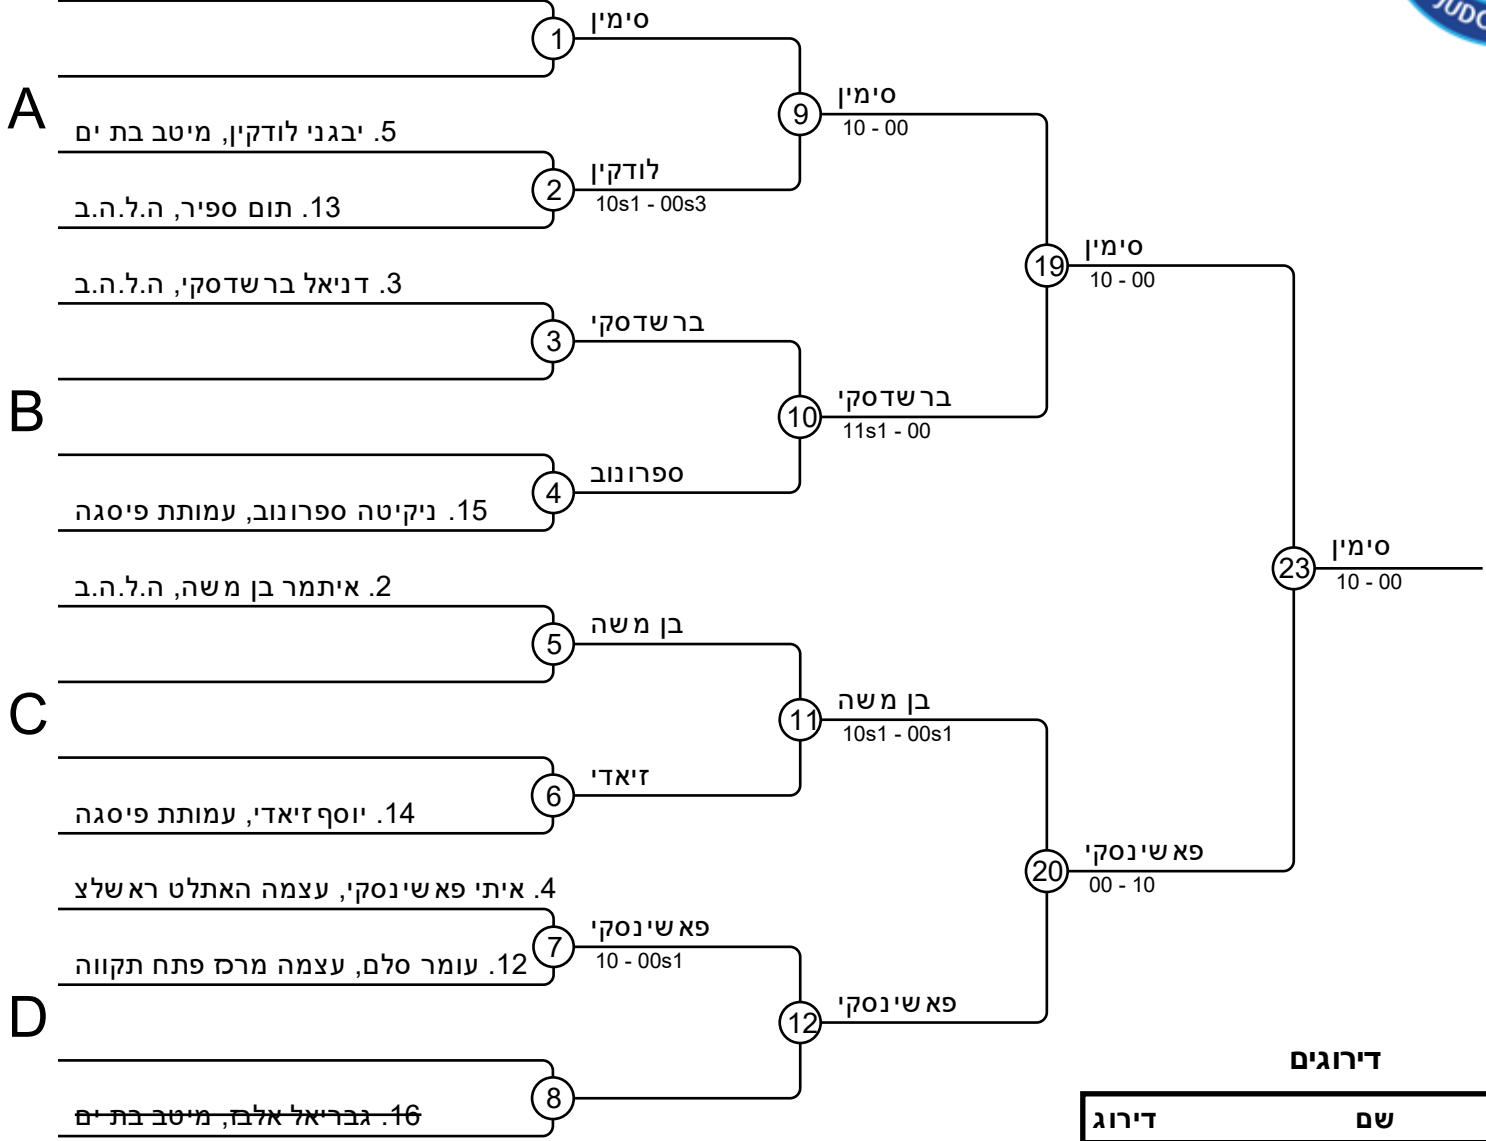 JUDO
סימין
1
סימין
10 - 00
9
A
5. יבגני לודקין, מיטב בת ים
לודקין
10s1 - 00s3
2
13. תום ספיר, ה.ל.ה.ב
סימין
10 - 00
19
3. דניאל ברשדסקי, ה.ל.ה.ב
ברשדסקי
3
ברשדסקי
11s1 - 00
10
B
ספרונוב
4
15. ניקיטה ספרונוב, עמותת פיסגה
סימין
10 - 00
23
2. איתמר בן משה, ה.ל.ה.ב
בן משה
5
בן משה
10s1 - 00s1
11
C
זיאדי
6
14. יוסף זיאדי, עמותת פיסגה
פאשינסקי
00 - 10
20
4. איתי פאשינסקי, עצמה האתלט ראשלצ
פאשינסקי
10 - 00s1
7
12. עומר סלם, עצמה מרכז פתח תקווה
פאשינסקי
12
D
8
16. גבריאל אלבז, מיטב בת ים
דירוגים
שם
דירוג